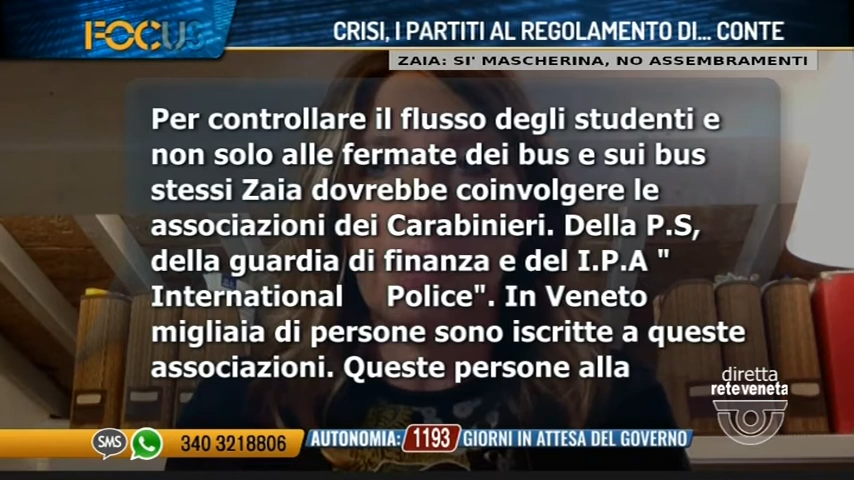 FOCUS
CRISI, I PARTITI AL REGOLAMENTO DI... CONTE
ZAIA: SI' MASCHERINA, NO ASSEMBRAMENTI
Per controllare il flusso degli studenti e
non solo alle fermate dei bus e sui bus
stessi Zaia dovrebbe coinvolgere le
associazioni dei Carabinieri. Della P.S,
della guardia di finanza e del I.P.A "
International Police". In Veneto
migliaia di persone sono iscritte a queste
associazioni. Queste persone alla
diretta
reteveneta
SMS 340 3218806 AUTONOMIA: 1193 GIORNI IN ATTESA DEL GOVERNO